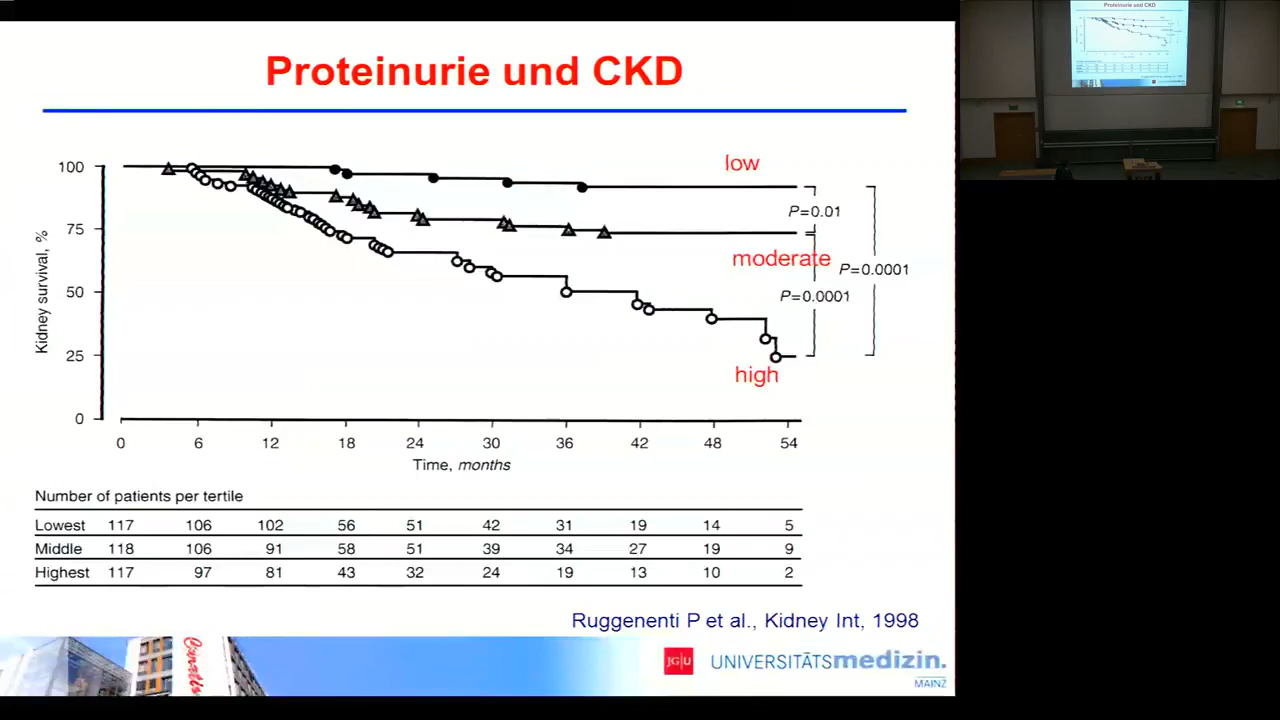 Proteinurie und CKD
100
75
50
25
0
Kidney survival, %
low
P=0.01
moderate
P=0.0001
P=0.0001
high
0 6 12 18 24 30 36 42 48 54
Time, months
Number of patients per tertile
Lowest 117 106 102 56 51 42 31 19 14 5
Middle 118 106 91 58 51 39 34 27 19 9
Highest 117 97 81 43 32 24 19 13 10 2
Ruggenenti P et al., Kidney Int, 1998
JG|U UNIVERSITÄTSmedizin.
MAINZ
Proteinurie und CKD